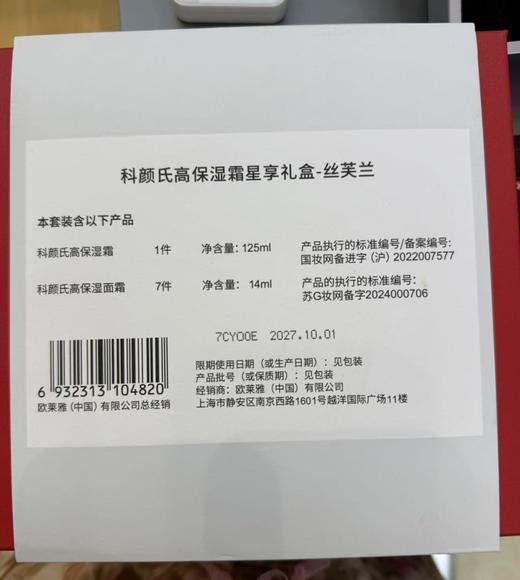 科颜氏高保湿霜星享礼盒-丝芙兰
本套装含以下产品
科颜氏高保湿霜 1件 净含量：125ml 产品执行的标准编号/备案编号：
国妆网备进字（沪）2022007577
科颜氏高保湿面霜 7件 净含量： 14ml 产品的执行的标准编号：
苏G妆网备字2024000706
7CY00E 2027.10.01
限期使用日期（或生产日期）：见包装
产品批号（或保质期）：见包装
经销商：欧莱雅（中国）有限公司
上海市静安区南京西路1601号越洋国际广场11楼
6 932313 104820
欧莱雅（中国）有限公司总经销